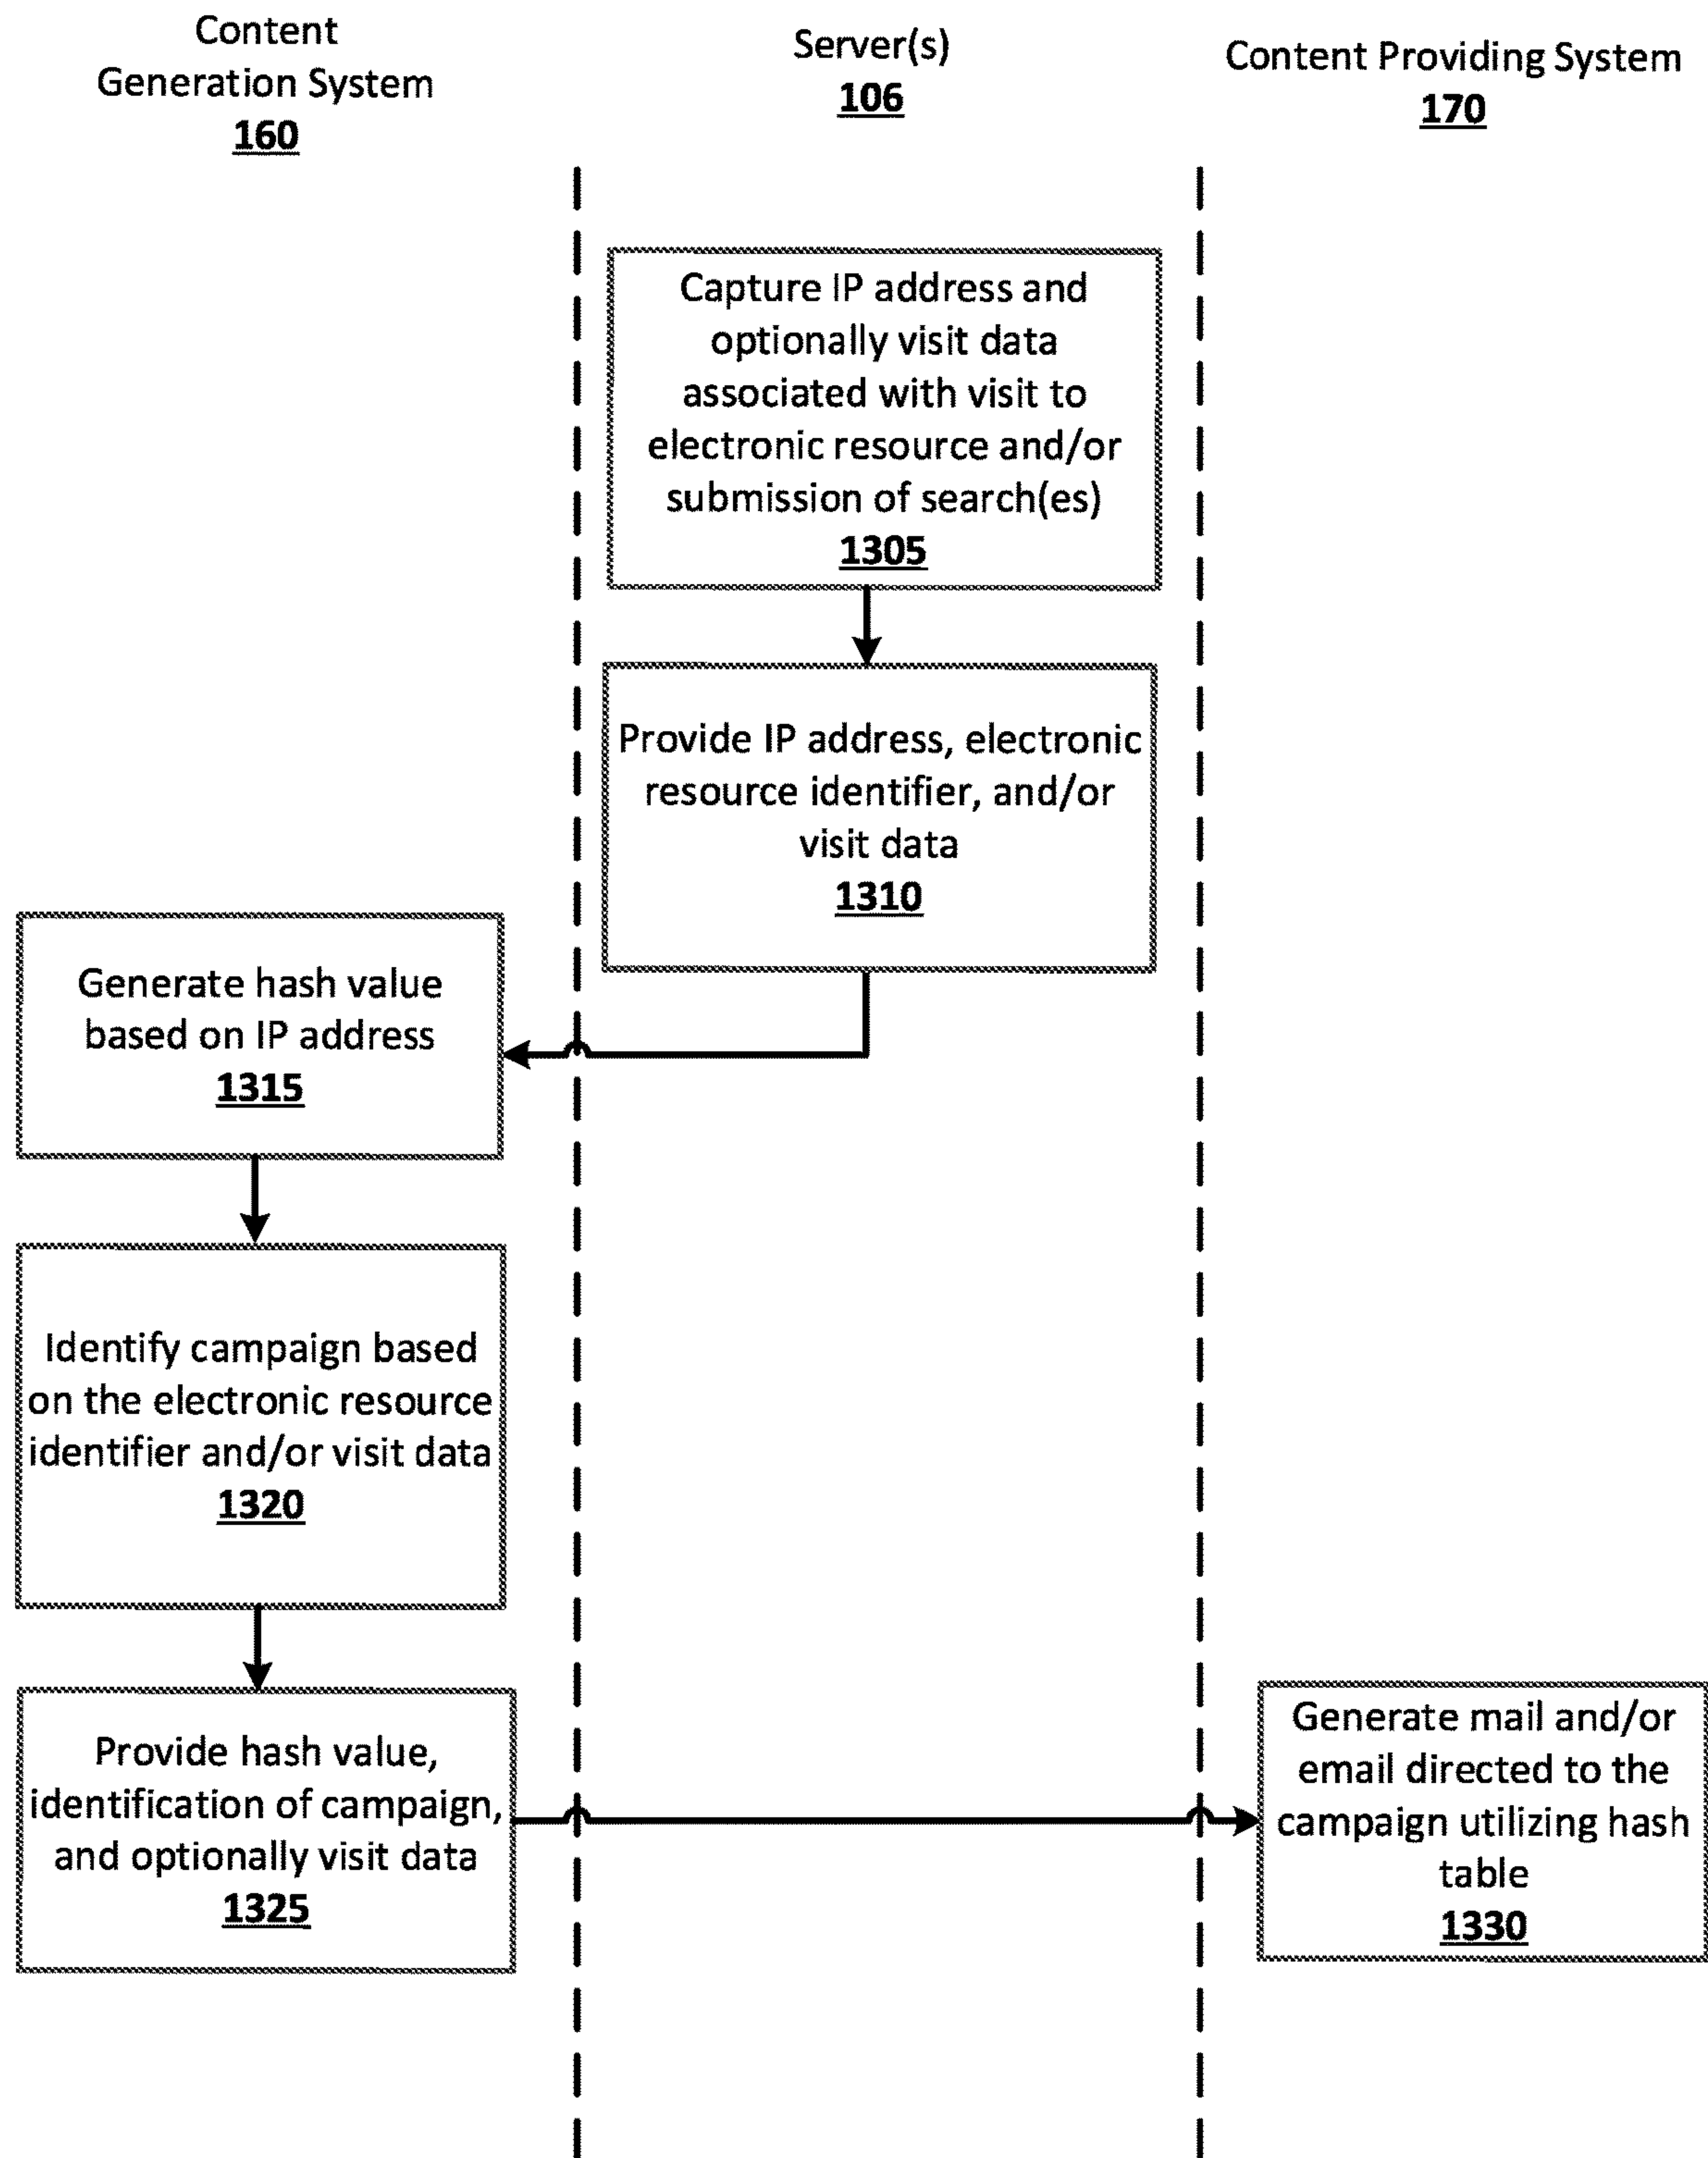 Content
Generation System
160
Server(s)
106
Content Providing System
170
Capture IP address and
optionally visit data
associated with visit to
electronic resource and/or
submission of search(es)
1305
Provide IP address, electronic
resource identifier, and/or
visit data
1310
Generate hash value
based on IP address
1315
Identify campaign based
on the electronic resource
identifier and/or visit data
1320
Provide hash value,
identification of campaign,
and optionally visit data
1325
Generate mail and/or
email directed to the
campaign utilizing hash
table
1330